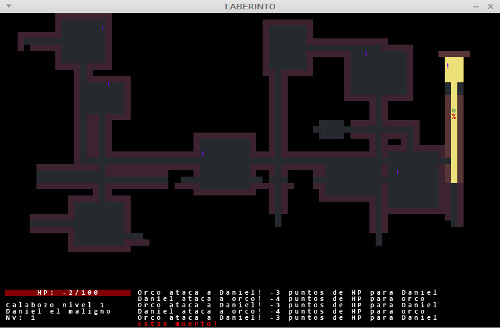 LABERINTO
HP: -2/100
Calabozo nivel 1
Daniel el maligno
Nv: 1
Orco ataca a Daniel! -3 puntos de HP para Daniel
Daniel ataca a orco! -4 puntos de HP para orco
Orco ataca a Daniel! -3 puntos de HP para Daniel
Daniel ataca a orco! -4 puntos de HP para orco
Orco ataca a Daniel! -3 puntos de HP para Daniel
Estas muerto!